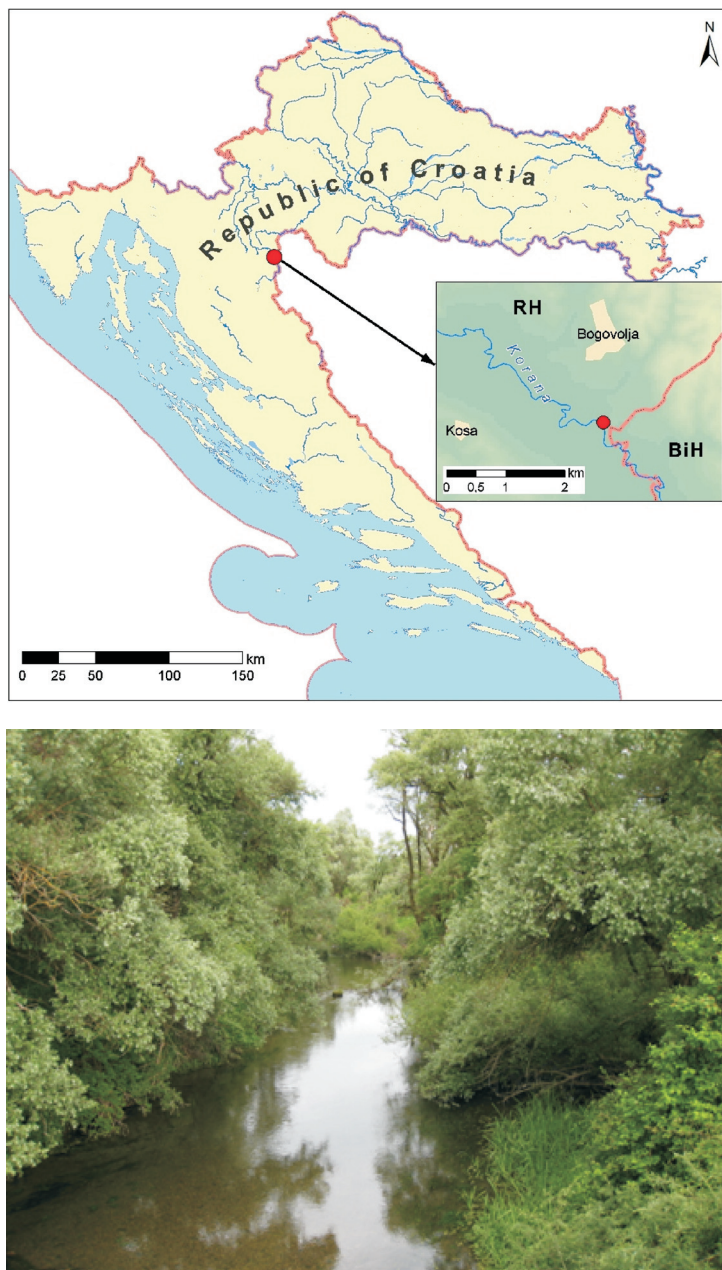 N
Republic of Croatia
RH
Bogovolja
Korana
Kosa
BiH
km
0 0,5 1 2
km
0 25 50 100 150